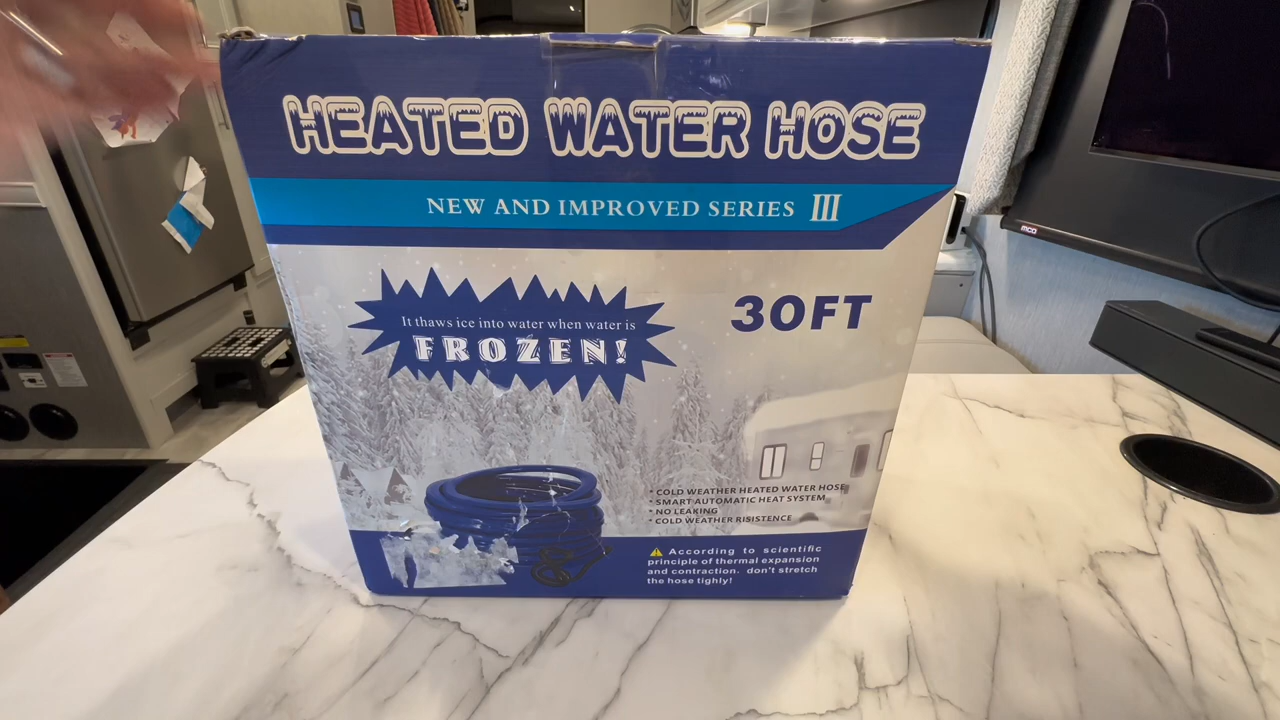 HEATED WATER HOSE
NEW AND IMPROVED SERIES III
It thaws ice into water when water is
FROZEN!
30FT
* COLD WEATHER HEATED WATER HOSE
* SMART AUTOMATIC HEAT SYSTEM
* NO LEAKING
* COLD WEATHER RISISTENCE
According to scientific
principle of thermal expansion
and contraction. don't stretch
the hose tighly!
mcd